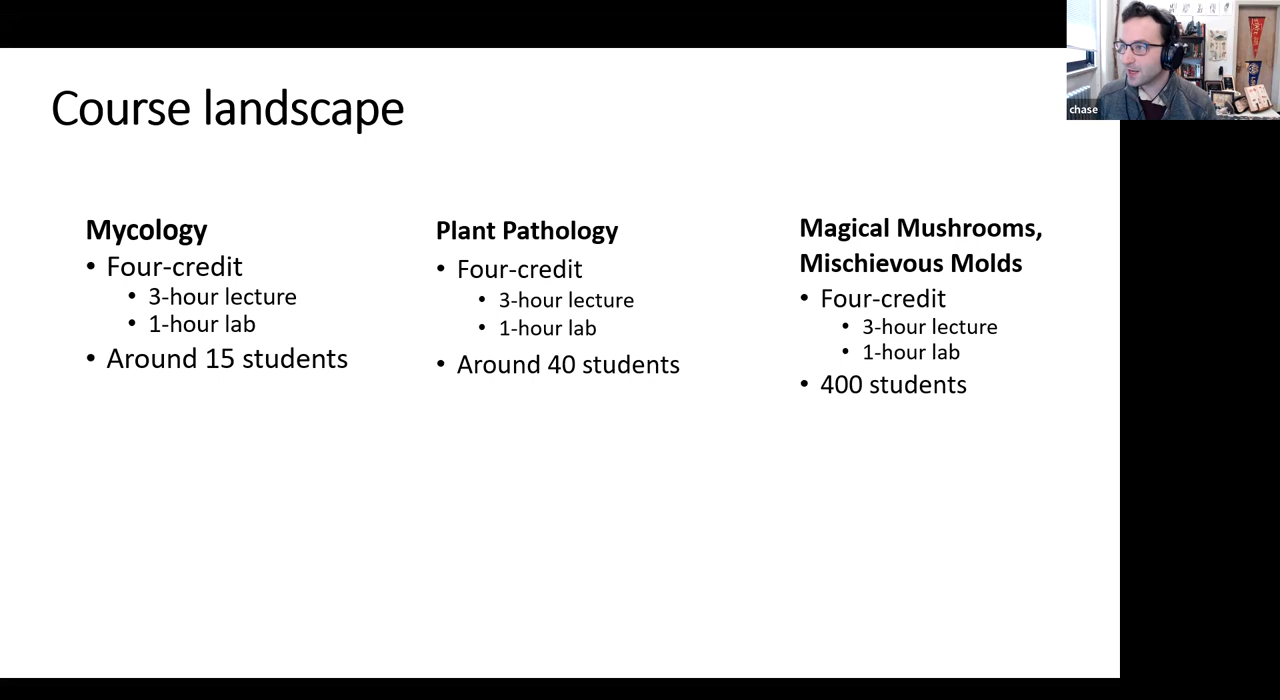 Course landscape
Mycology
• Four-credit
• 3-hour lecture
• 1-hour lab
• Around 15 students
Plant Pathology
• Four-credit
• 3-hour lecture
• 1-hour lab
• Around 40 students
Magical Mushrooms,
Mischievous Molds
• Four-credit
• 3-hour lecture
• 1-hour lab
• 400 students
chase